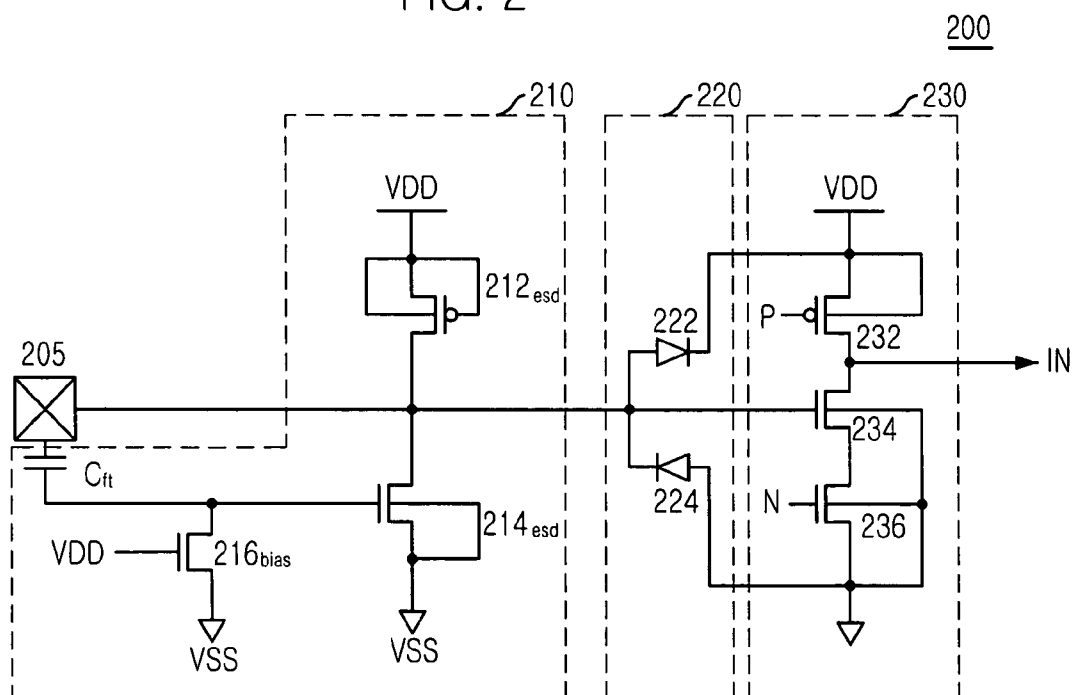 FIG. 2
200
210
220
230
VDD
VDD
212esd
P
222
232
205
IN
234
Cft
224
N
236
214esd
VDD
216bias
VSS
VSS